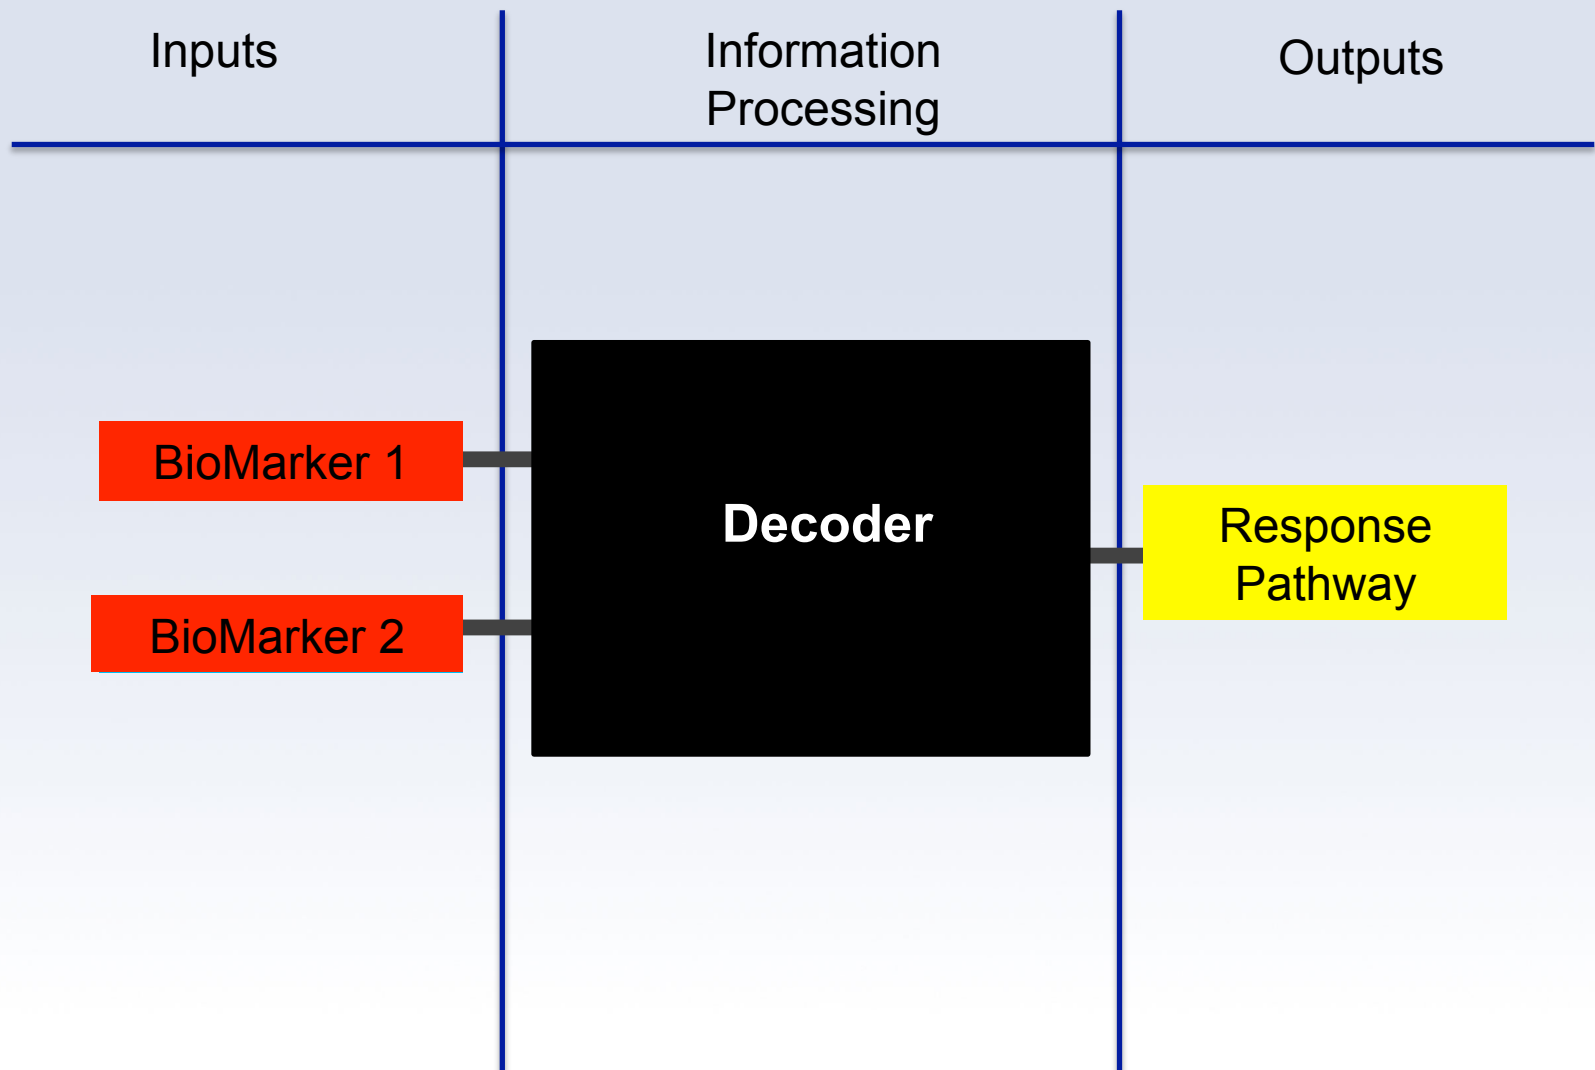 Inputs
Information
Processing
Outputs
BioMarker 1
BioMarker 2
Decoder
Response
Pathway